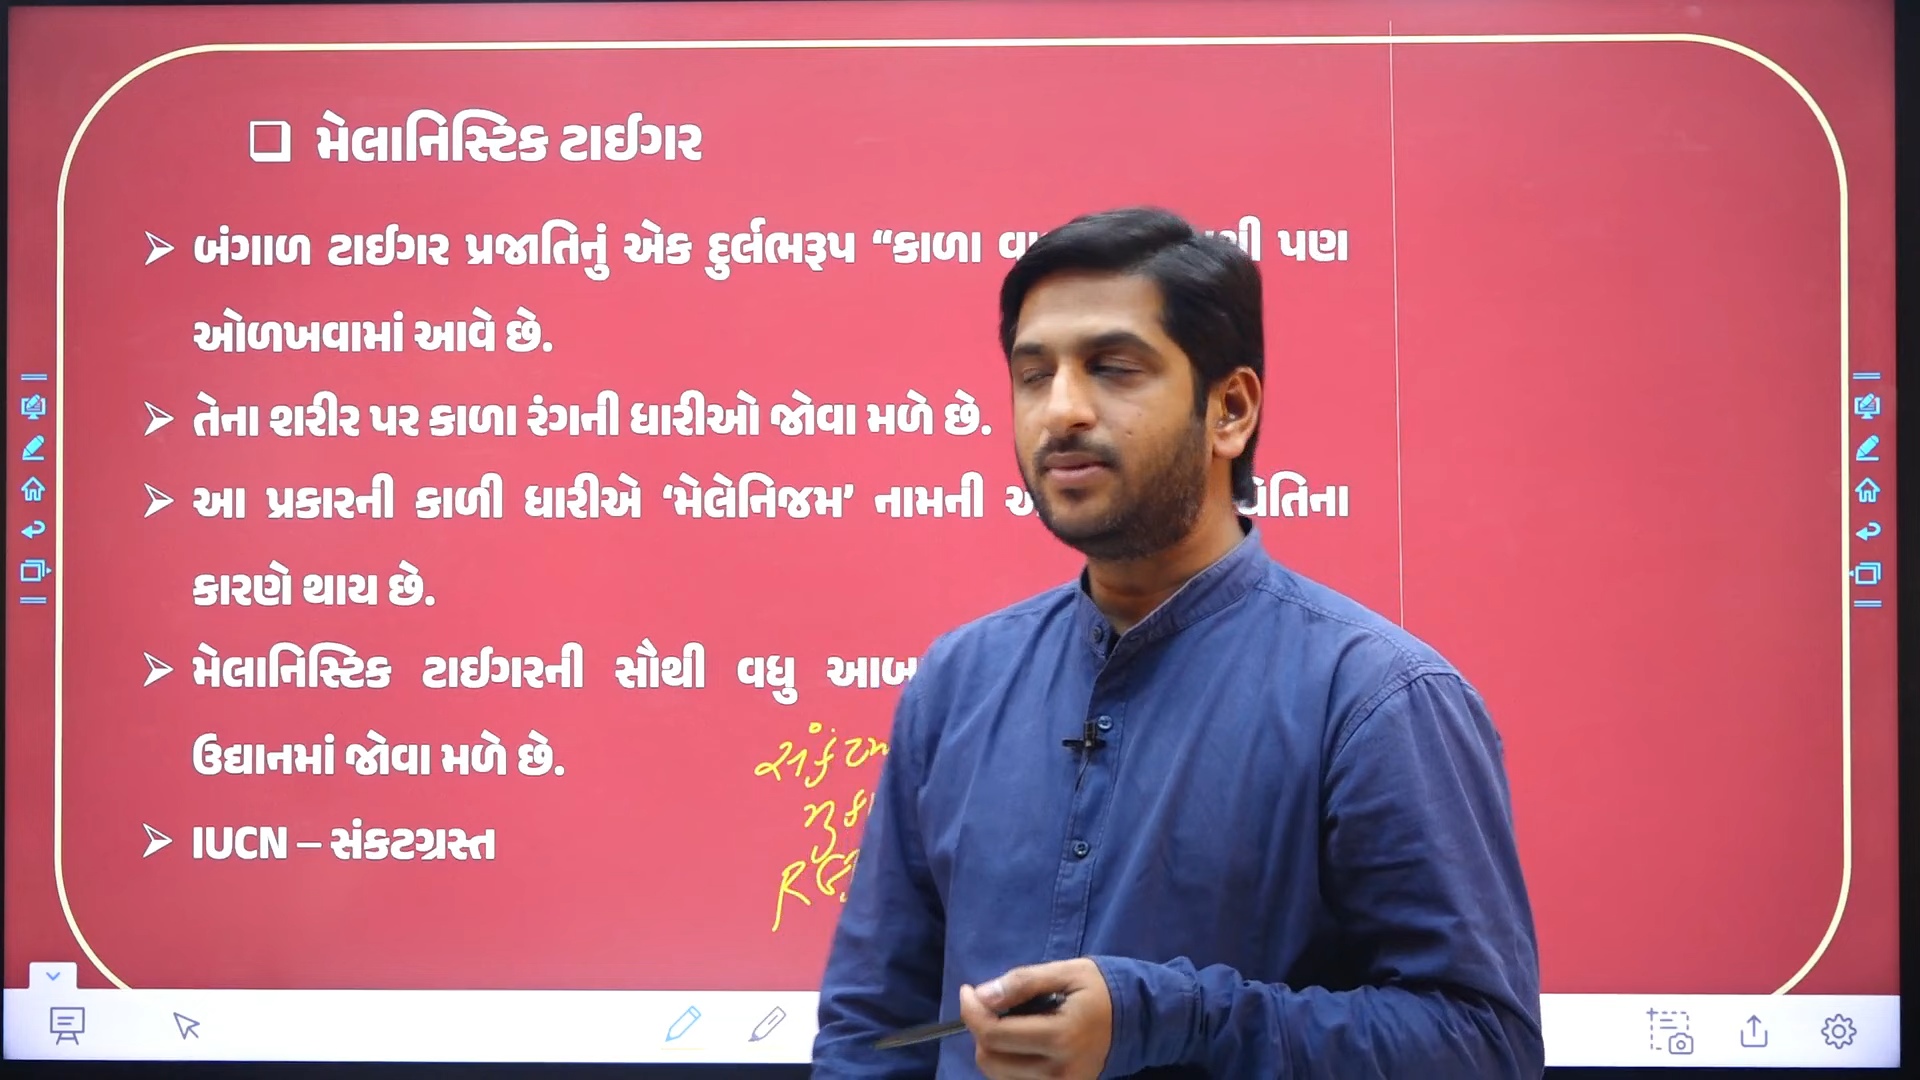 મેલાનિસ્ટિક ટાઈગર
બંગાળ ટાઈગર પ્રજાતિનું એક દુર્લભરૂપ “કાળા પણ
ઓળખવામાં આવે છે.
તેના શરીર પર કાળા રંગની ધારીઓ જોવા મળે છે.
આ પ્રકારની કાળી ધારીએ ‘મેલેનિજમ’ નામની
કારણે થાય છે.
મેલાનિસ્ટિક ટાઈગરની સૌથી વધુ
ઉદ્યાનમાં જોવા મળે છે.
IUCN – સંકટગ્રસ્ત